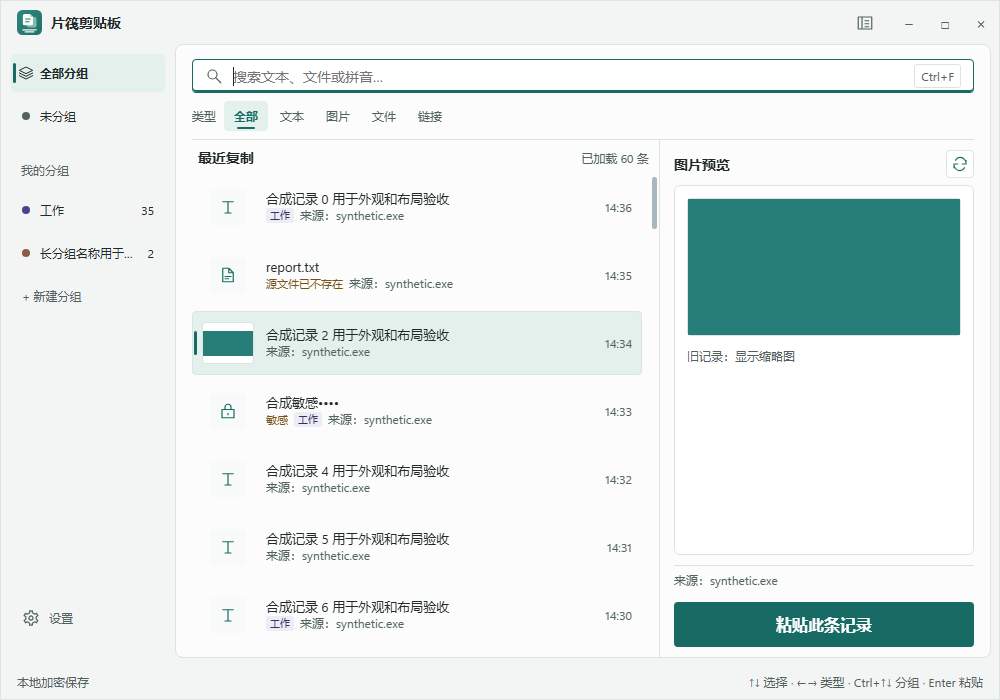 片筏剪贴板
全部分组
未分组
我的分组
工作 35
长分组名称用于... 2
+ 新建分组
设置
本地加密保存
搜索文本、文件或拼音...
Ctrl+F
类型 全部 文本 图片 文件 链接
最近复制 已加载 60 条
合成记录 0 用于外观和布局验收
工作 来源：synthetic.exe
14:36
report.txt
源文件已不存在 来源：synthetic.exe
14:35
合成记录 2 用于外观和布局验收
来源：synthetic.exe
14:34
合成敏感••••
敏感 工作 来源：synthetic.exe
14:33
合成记录 4 用于外观和布局验收
来源：synthetic.exe
14:32
合成记录 5 用于外观和布局验收
来源：synthetic.exe
14:31
合成记录 6 用于外观和布局验收
工作 来源：synthetic.exe
14:30
图片预览
旧记录：显示缩略图
来源：synthetic.exe
粘贴此条记录
↑↓ 选择 · ←→ 类型 · Ctrl+↑↓ 分组 · Enter 粘贴